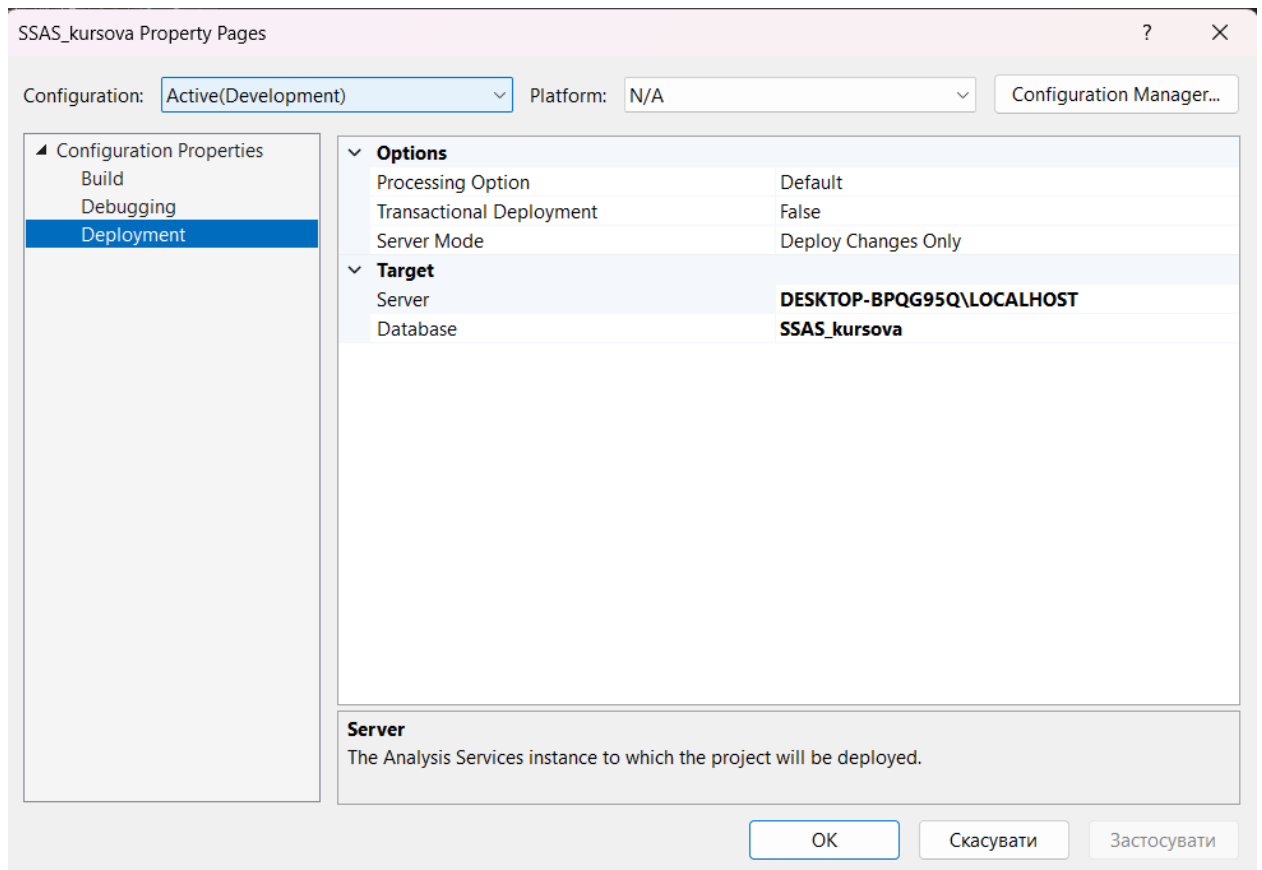 SSAS_kursova Property Pages
?
Configuration: Active(Development) Platform: N/A Configuration Manager...
Configuration Properties
Build
Debugging
Deployment
Options
Processing Option Default
Transactional Deployment False
Server Mode Deploy Changes Only
Target
Server DESKTOP-BPQG95Q\LOCALHOST
Database SSAS_kursova
Server
The Analysis Services instance to which the project will be deployed.
OK Скасувати Застосувати